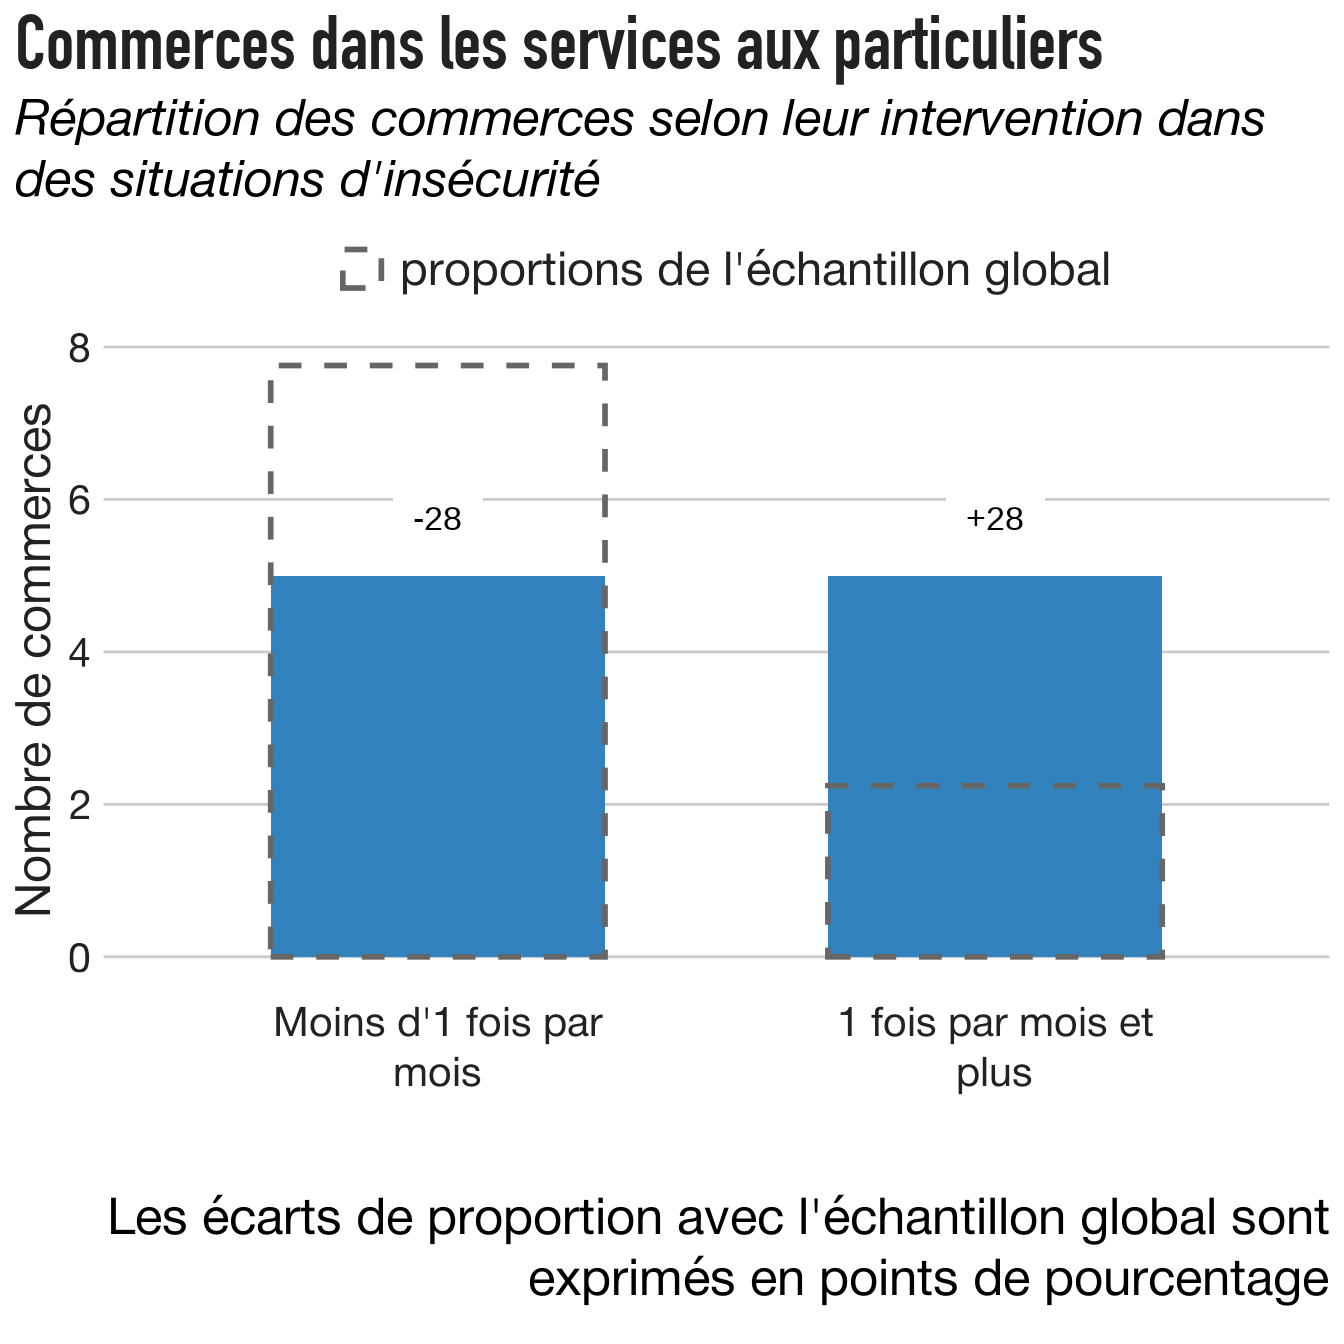 Commerces dans les services aux particuliers
Répartition des commerces selon leur intervention dans
des situations d'insécurité
proportions de l'échantillon global
Nombre de commerces
8
6
4
2
0
-28
+28
Moins d'1 fois par
mois
1 fois par mois et
plus
Les écarts de proportion avec l'échantillon global sont
exprimés en points de pourcentage